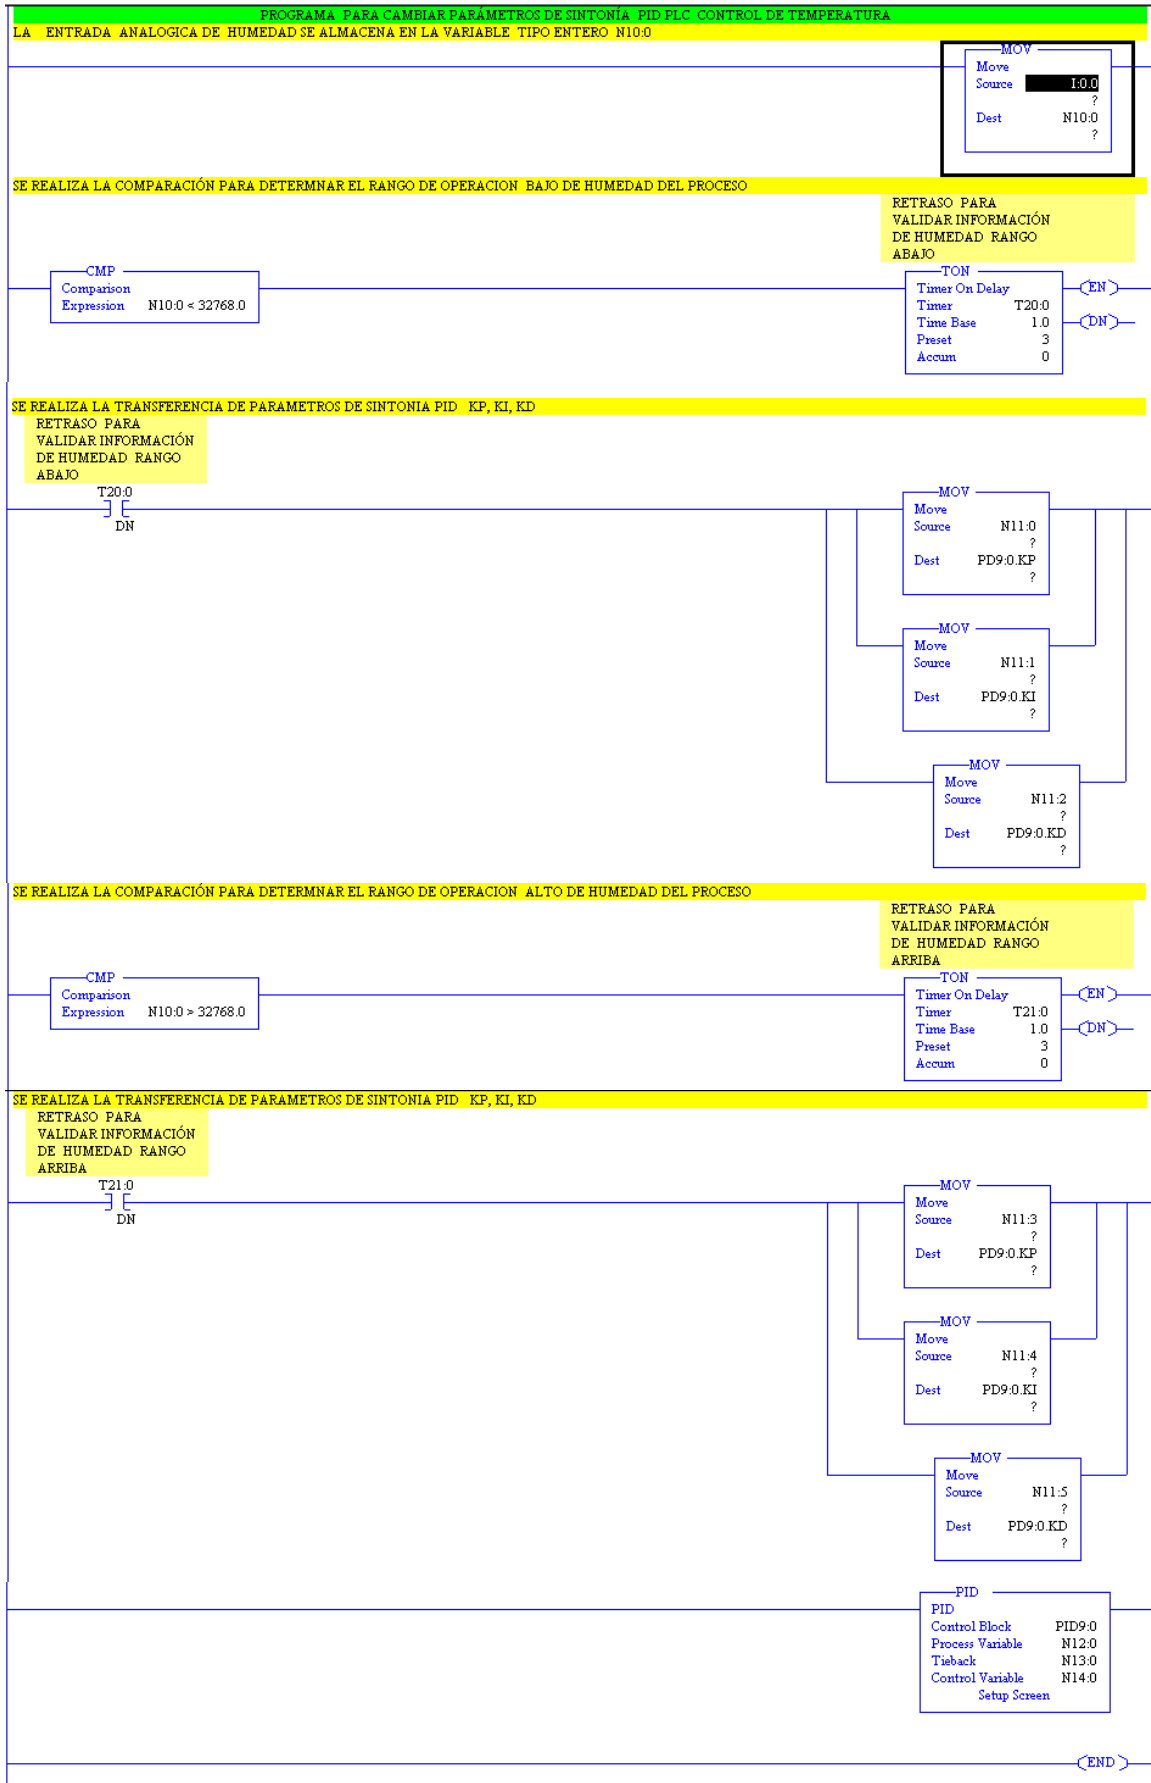 PROGRAMA PARA CAMBIAR PARÁMETROS DE SINTONÍA PID PLC CONTROL DE TEMPERATURA
LA ENTRADA ANALOGICA DE HUMEDAD SE ALMACENA EN LA VARIABLE TIPO ENTERO N10:0
MOV
Move
Source I:0.0
?
Dest N10:0
?
SE REALIZA LA COMPARACIÓN PARA DETERMNAR EL RANGO DE OPERACION BAJO DE HUMEDAD DEL PROCESO
RETRASO PARA
VALIDAR INFORMACIÓN
DE HUMEDAD RANGO
ABAJO
CMP
Comparison
Expression N10:0 < 32768.0
TON
Timer On Delay
Timer T20:0
Time Base 1.0
Preset 3
Accum 0
EN
DN
SE REALIZA LA TRANSFERENCIA DE PARAMETROS DE SINTONIA PID KP, KI, KD
RETRASO PARA
VALIDAR INFORMACIÓN
DE HUMEDAD RANGO
ABAJO
T20:0
DN
MOV
Move
Source N11:0
?
Dest PD9:0.KP
?
MOV
Move
Source N11:1
?
Dest PD9:0.KI
?
MOV
Move
Source N11:2
?
Dest PD9:0.KD
?
SE REALIZA LA COMPARACIÓN PARA DETERMNAR EL RANGO DE OPERACION ALTO DE HUMEDAD DEL PROCESO
RETRASO PARA
VALIDAR INFORMACIÓN
DE HUMEDAD RANGO
ARRIBA
CMP
Comparison
Expression N10:0 > 32768.0
TON
Timer On Delay
Timer T21:0
Time Base 1.0
Preset 3
Accum 0
EN
DN
SE REALIZA LA TRANSFERENCIA DE PARAMETROS DE SINTONIA PID KP, KI, KD
RETRASO PARA
VALIDAR INFORMACIÓN
DE HUMEDAD RANGO
ARRIBA
T21:0
DN
MOV
Move
Source N11:3
?
Dest PD9:0.KP
?
MOV
Move
Source N11:4
?
Dest PD9:0.KI
?
MOV
Move
Source N11:5
?
Dest PD9:0.KD
?
PID
PID
Control Block PID9:0
Process Variable N12:0
Tieback N13:0
Control Variable N14:0
Setup Screen
END